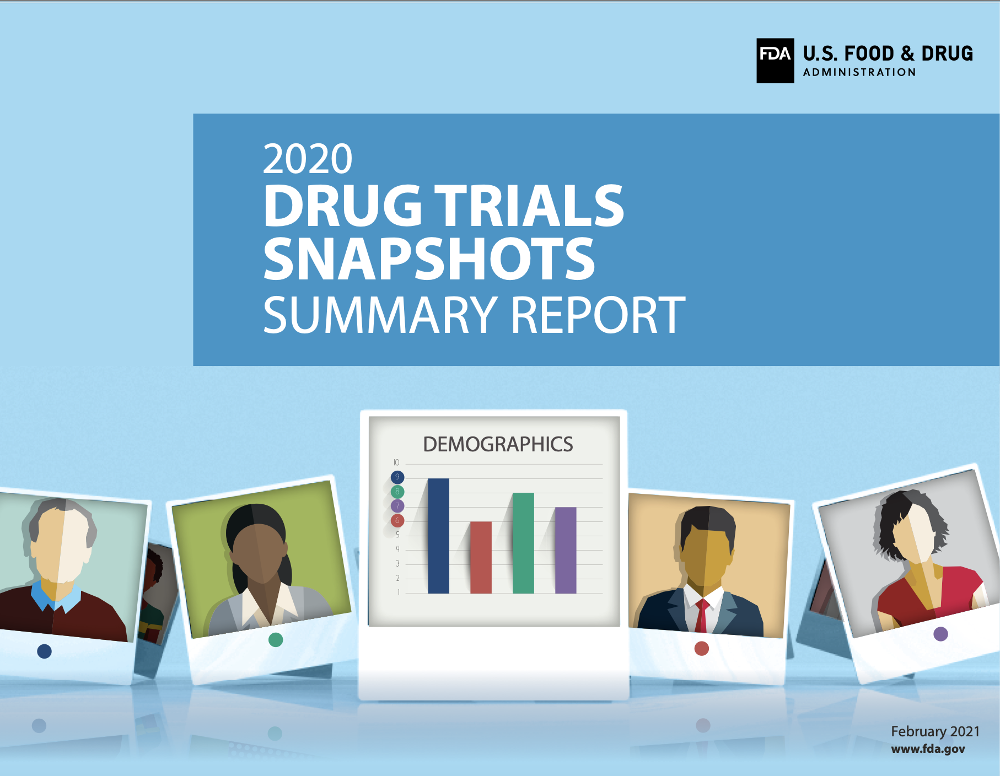 FDA
U.S. FOOD & DRUG
ADMINISTRATION
2020
DRUG TRIALS
SNAPSHOTS
SUMMARY REPORT
DEMOGRAPHICS
10
9
8
7
6
5
4
3
2
1
February 2021
www.fda.gov